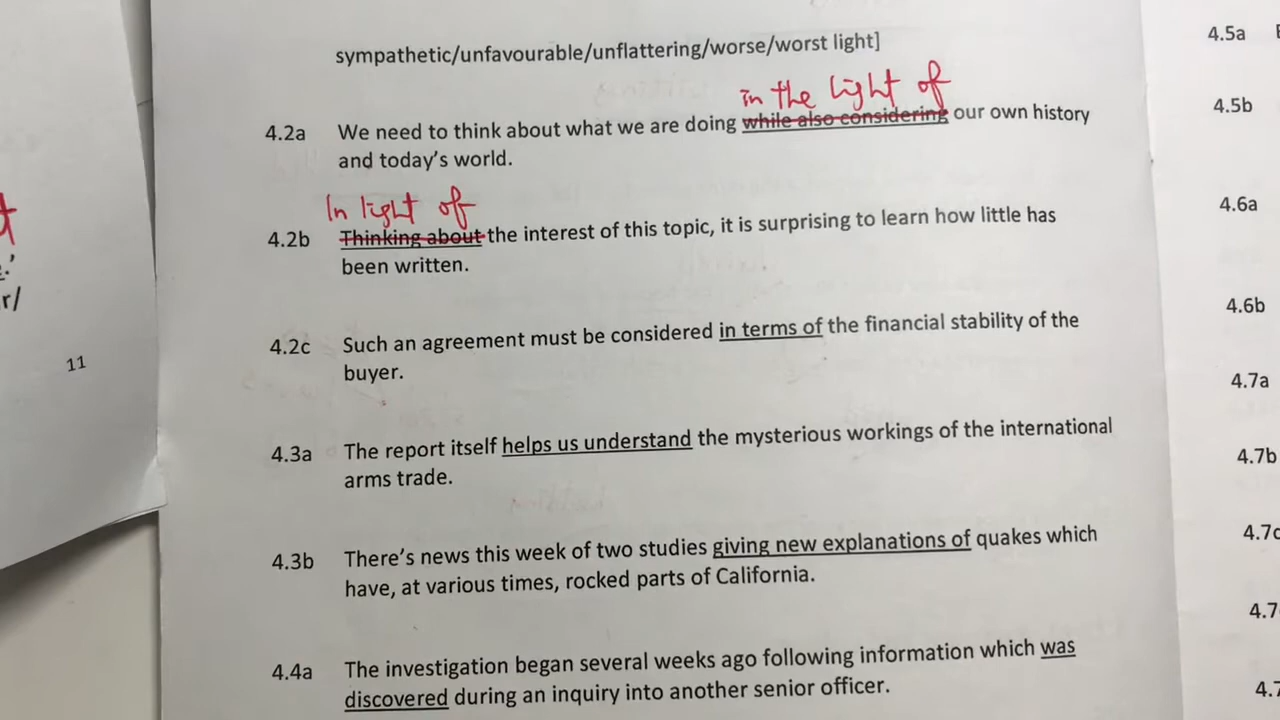 sympathetic/unfavourable/unflattering/worse/worst light]
in the light of
4.2a We need to think about what we are doing while also considering our own history
and today's world.
In light of
4.2b Thinking about the interest of this topic, it is surprising to learn how little has
been written.
4.2c Such an agreement must be considered in terms of the financial stability of the
buyer.
4.3a The report itself helps us understand the mysterious workings of the international
arms trade.
4.3b There's news this week of two studies giving new explanations of quakes which
have, at various times, rocked parts of California.
4.4a The investigation began several weeks ago following information which was
discovered during an inquiry into another senior officer.
r/
11
4.5a
4.5b
4.6a
4.6b
4.7a
4.7b
4.7c
4.7
4.7